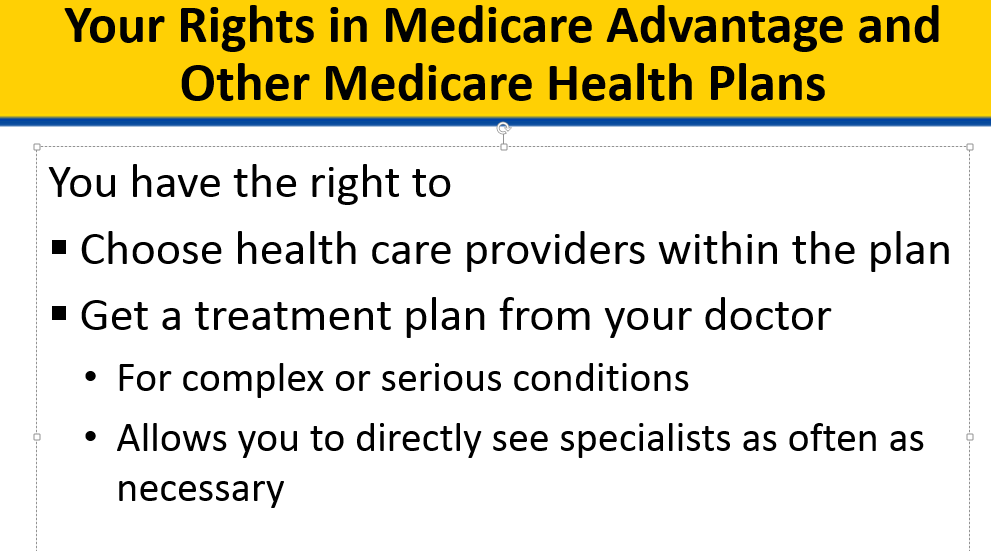 Your Rights in Medicare Advantage and
Other Medicare Health Plans
You have the right to
▪ Choose health care providers within the plan
▪ Get a treatment plan from your doctor
• For complex or serious conditions
• Allows you to directly see specialists as often as
necessary